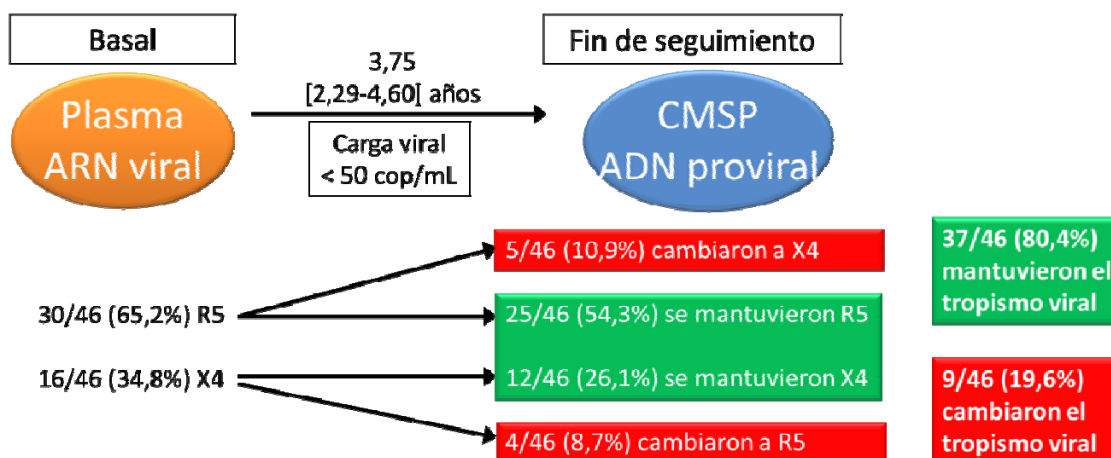 Basal
Plasma
ARN viral
3,75
[2,29-4,60[ años
Carga viral
< 50 cop/mL
Fin de seguimiento
CMSP
ADN proviral
30/46 (65,2%) R5
16/46 (34,8%) X4
5/46 (10,9%) cambiaron a X4
25/46 (54,3%) se mantuvieron R5
12/46 (26,1%) se mantuvieron X4
4/46 (8,7%) cambiaron a R5
37/46 (80,4%)
mantuvieron el
tropismo viral
9/46 (19,6%)
cambiaron el
tropismo viral